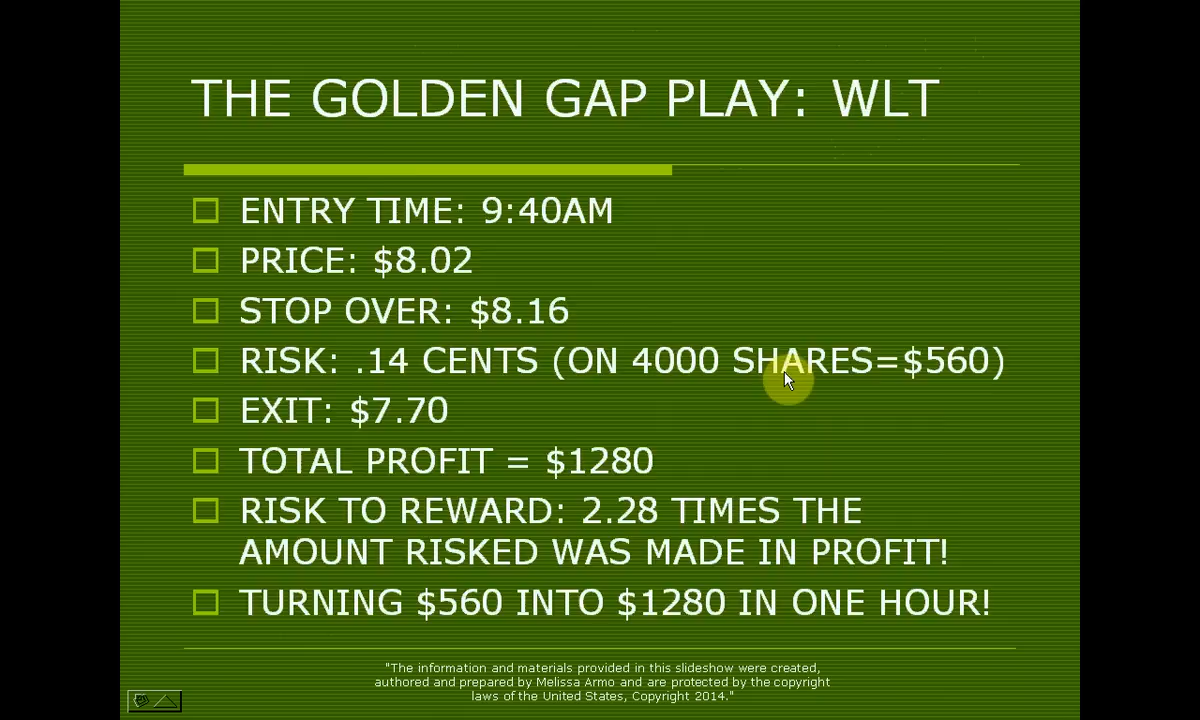 THE GOLDEN GAP PLAY: WLT
ENTRY TIME: 9:40AM
PRICE: $8.02
STOP OVER: $8.16
RISK: .14 CENTS (ON 4000 SHARES=$560)
EXIT: $7.70
TOTAL PROFIT = $1280
RISK TO REWARD: 2.28 TIMES THE
AMOUNT RISKED WAS MADE IN PROFIT!
TURNING $560 INTO $1280 IN ONE HOUR!
"The information and materials provided in this slideshow were created,
authored and prepared by Melissa Armo and are protected by the copyright
laws of the United States, Copyright 2014."